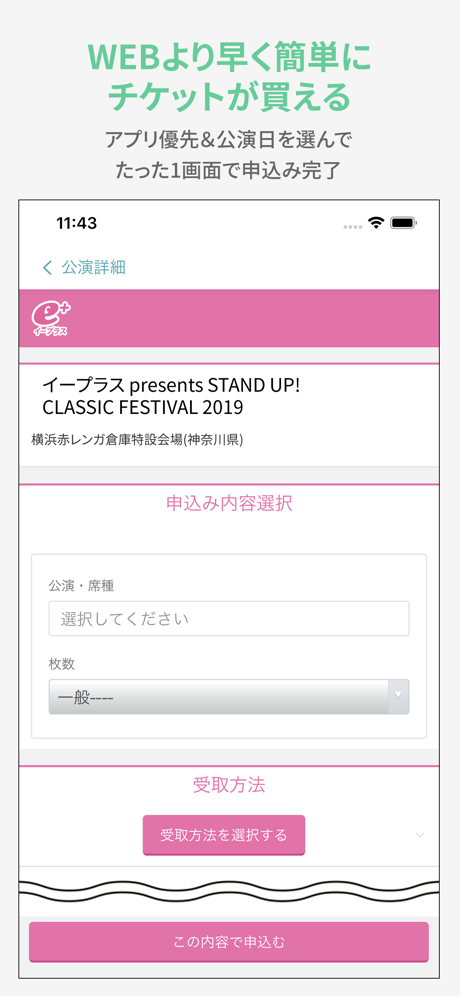 WEBより早く簡単に
チケットが買える
アプリ優先＆公演日を選んで
たった1画面で申込み完了
11:43
公演詳細
e+
イープラス
イープラス presents STAND UP!
CLASSIC FESTIVAL 2019
横浜赤レンガ倉庫特設会場(神奈川県)
申込み内容選択
公演・席種
選択してください
枚数
一般----
受取方法
受取方法を選択する
この内容で申込む